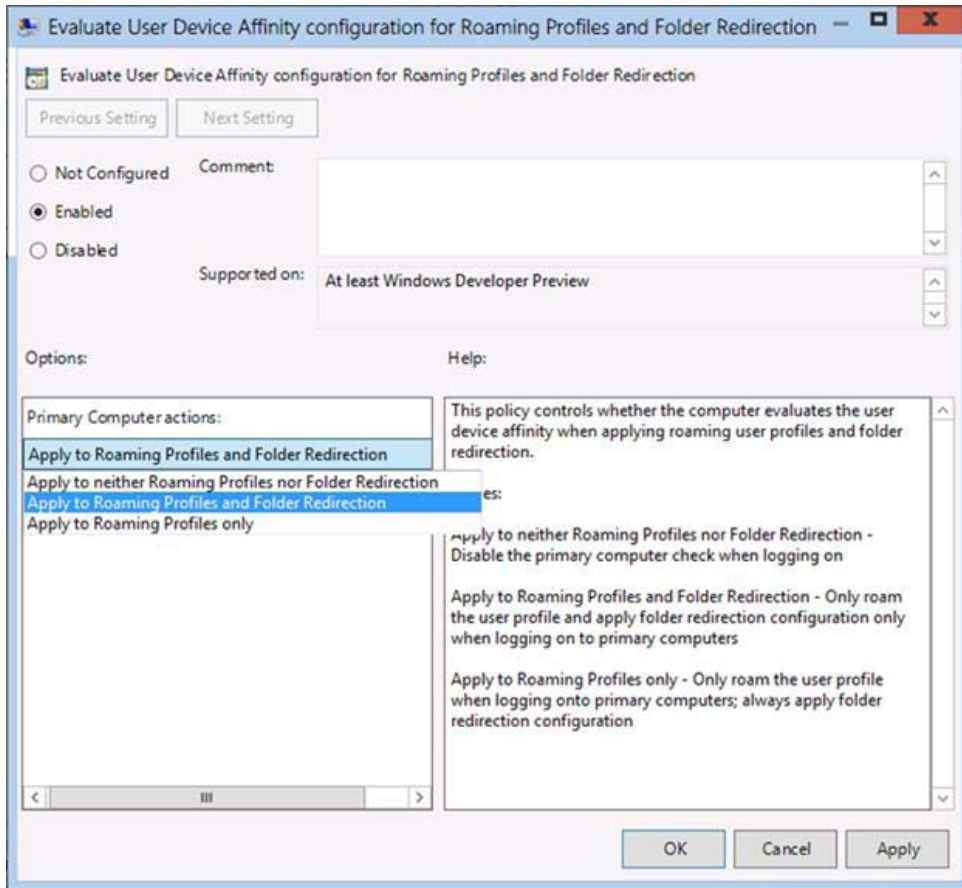 Evaluate User Device Affinity configuration for Roaming Profiles and Folder Redirection
Evaluate User Device Affinity configuration for Roaming Profiles and Folder Redirection
Previous Setting
Next Setting
Not Configured
Comment:
Enabled
Disabled
Supported on:
At least Windows Developer Preview
Options:
Help:
Primary Computer actions:
Apply to Roaming Profiles and Folder Redirection
Apply to neither Roaming Profiles nor Folder Redirection
Apply to Roaming Profiles and Folder Redirection
Apply to Roaming Profiles only
This policy controls whether the computer evaluates the user
device affinity when applying roaming user profiles and folder
redirection.
es:
Apply to neither Roaming Profiles nor Folder Redirection -
Disable the primary computer check when logging on
Apply to Roaming Profiles and Folder Redirection - Only roam
the user profile and apply folder redirection configuration only
when logging on to primary computers
Apply to Roaming Profiles only - Only roam the user profile
when logging onto primary computers; always apply folder
redirection configuration
OK
Cancel
Apply